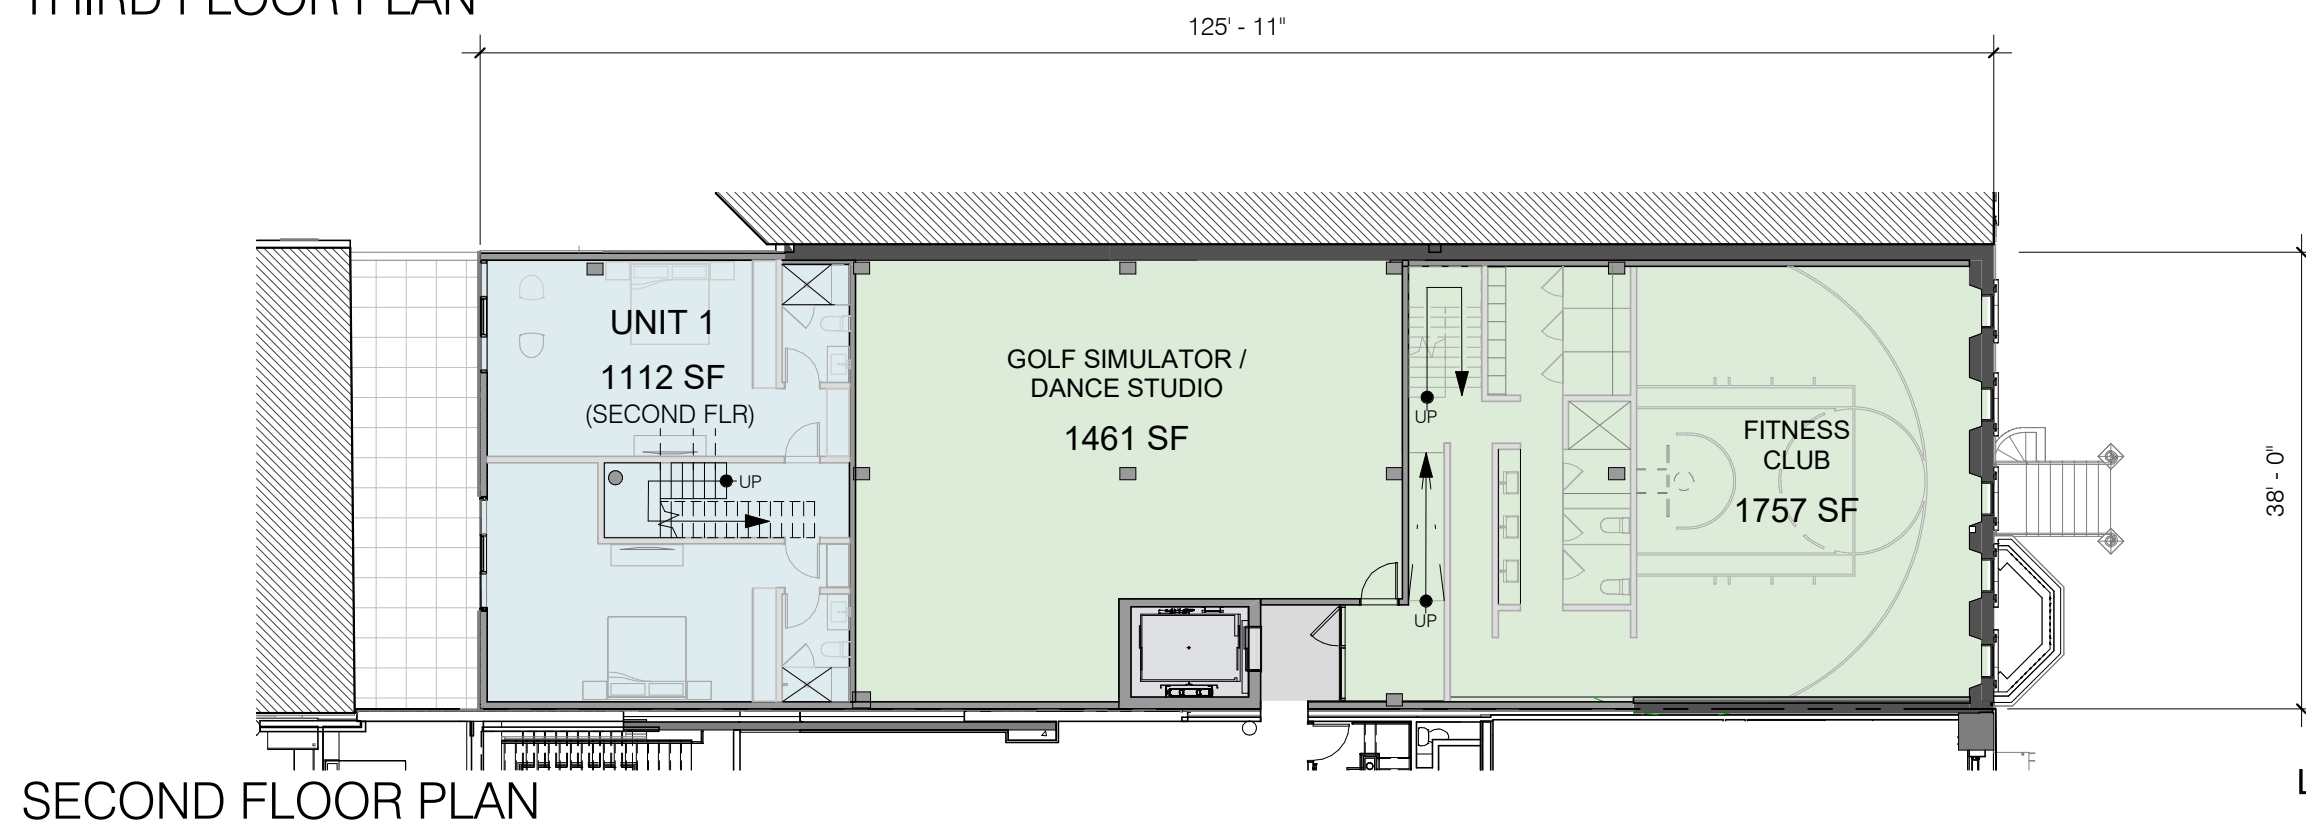 THIRD FLOOR PLAN
125' - 11"
UNIT 1
1112 SF
(SECOND FLR)
UP
GOLF SIMULATOR /
DANCE STUDIO
1461 SF
UP
UP
FITNESS
CLUB
1757 SF
38' - 0"
SECOND FLOOR PLAN